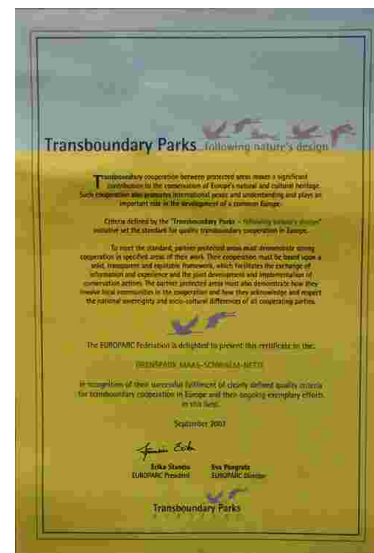 Transboundary Parks following nature's design
Transboundary cooperation between protected areas makes a significant
contribution to the conservation of Europe's natural and cultural heritage.
Such cooperation also promotes international peace and understanding and plays an
important role in the development of a common Europe.
Criteria defined by the "Transboundary Parks - following nature's design"
initiative set the standard for quality transboundary cooperation in Europe.
To meet the standard, partner protected areas must demonstrate strong
cooperation in specified areas of their work. Their cooperation must be based upon a
solid, transparent and equitable framework, which facilitates the exchange of
information and experience and the joint development and implementation of
conservation actions. The partner protected areas must also demonstrate how they
involve local communities in the cooperation and how they acknowledge and respect
the national sovereignty and socio-cultural differences of all cooperating parties.
The EUROPARC Federation is delighted to present this certificate to the:
GRENSPARK MAAS-SCHWALM-NETTE
in recognition of their successful fulfilment of clearly defined quality criteria
for transboundary cooperation in Europe and their ongoing exemplary efforts
in this field.
September 2007
Erika Stanciu Eva Pongratz
EUROPARC President EUROPARC Director
Transboundary Parks